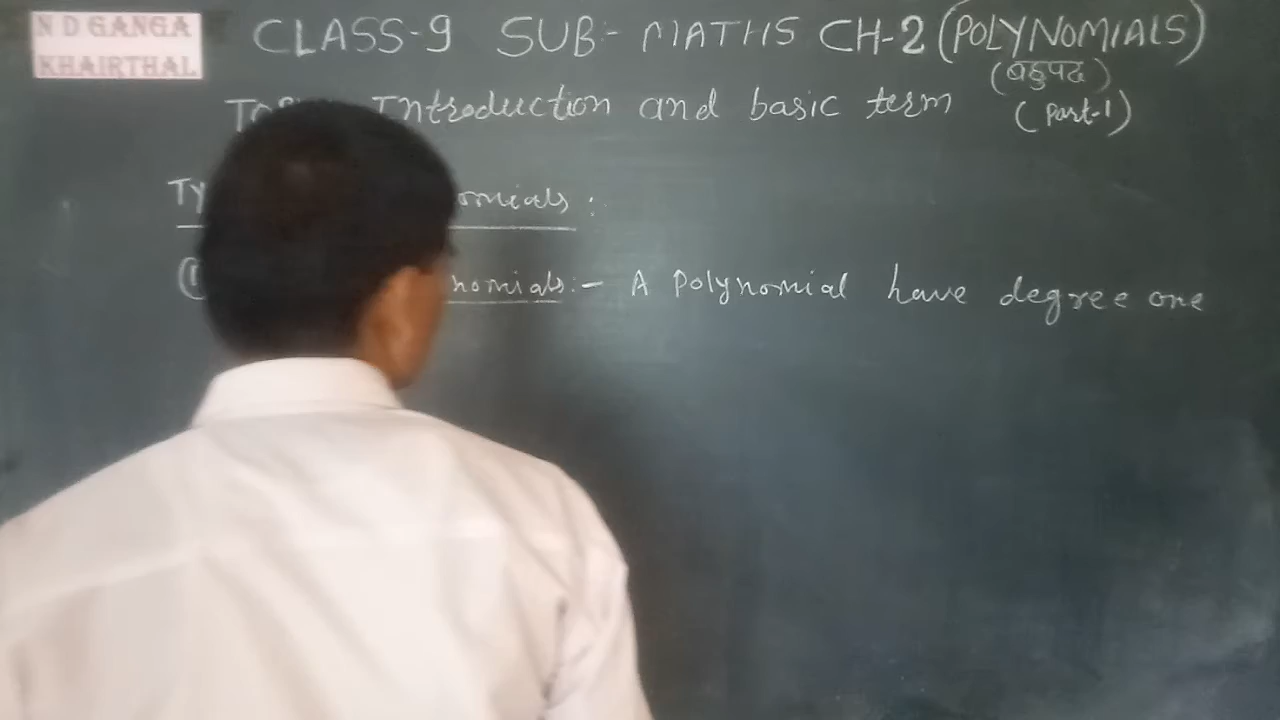 N D GANGA
KHAIRTHAL
CLASS-9 SUB:- MATHS CH-2 (POLYNOMIALS)
(बहुपद)
Introduction and basic term (Part-1)
:
:- A Polynomial have degree one